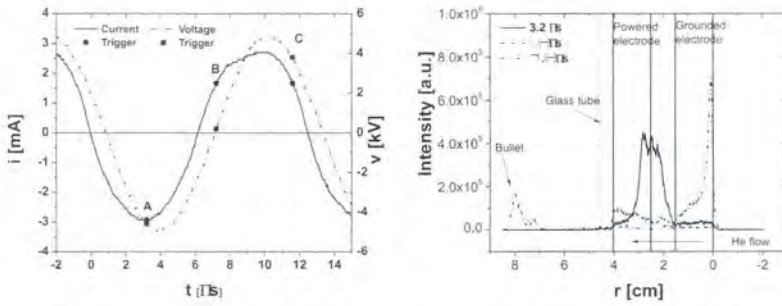 Current
Voltage
Trigger
Trigger
4
3
2
1
0
-1
-2
-3
-4
i [mA]
-2 0 2 4 6 8 10 12 14
6
4
2
0
-2
-4
-6
v [kV]
A
B
C
1.0x10⁶
8.0x10⁵
6.0x10⁵
4.0x10⁵
2.0x10⁵
0.0
Intensity [a.u.]
3.2
Powered
electrode
Grounded
electrode
Glass tube
Bullet
He flow
8 6 4 2 0 -2
r [cm]